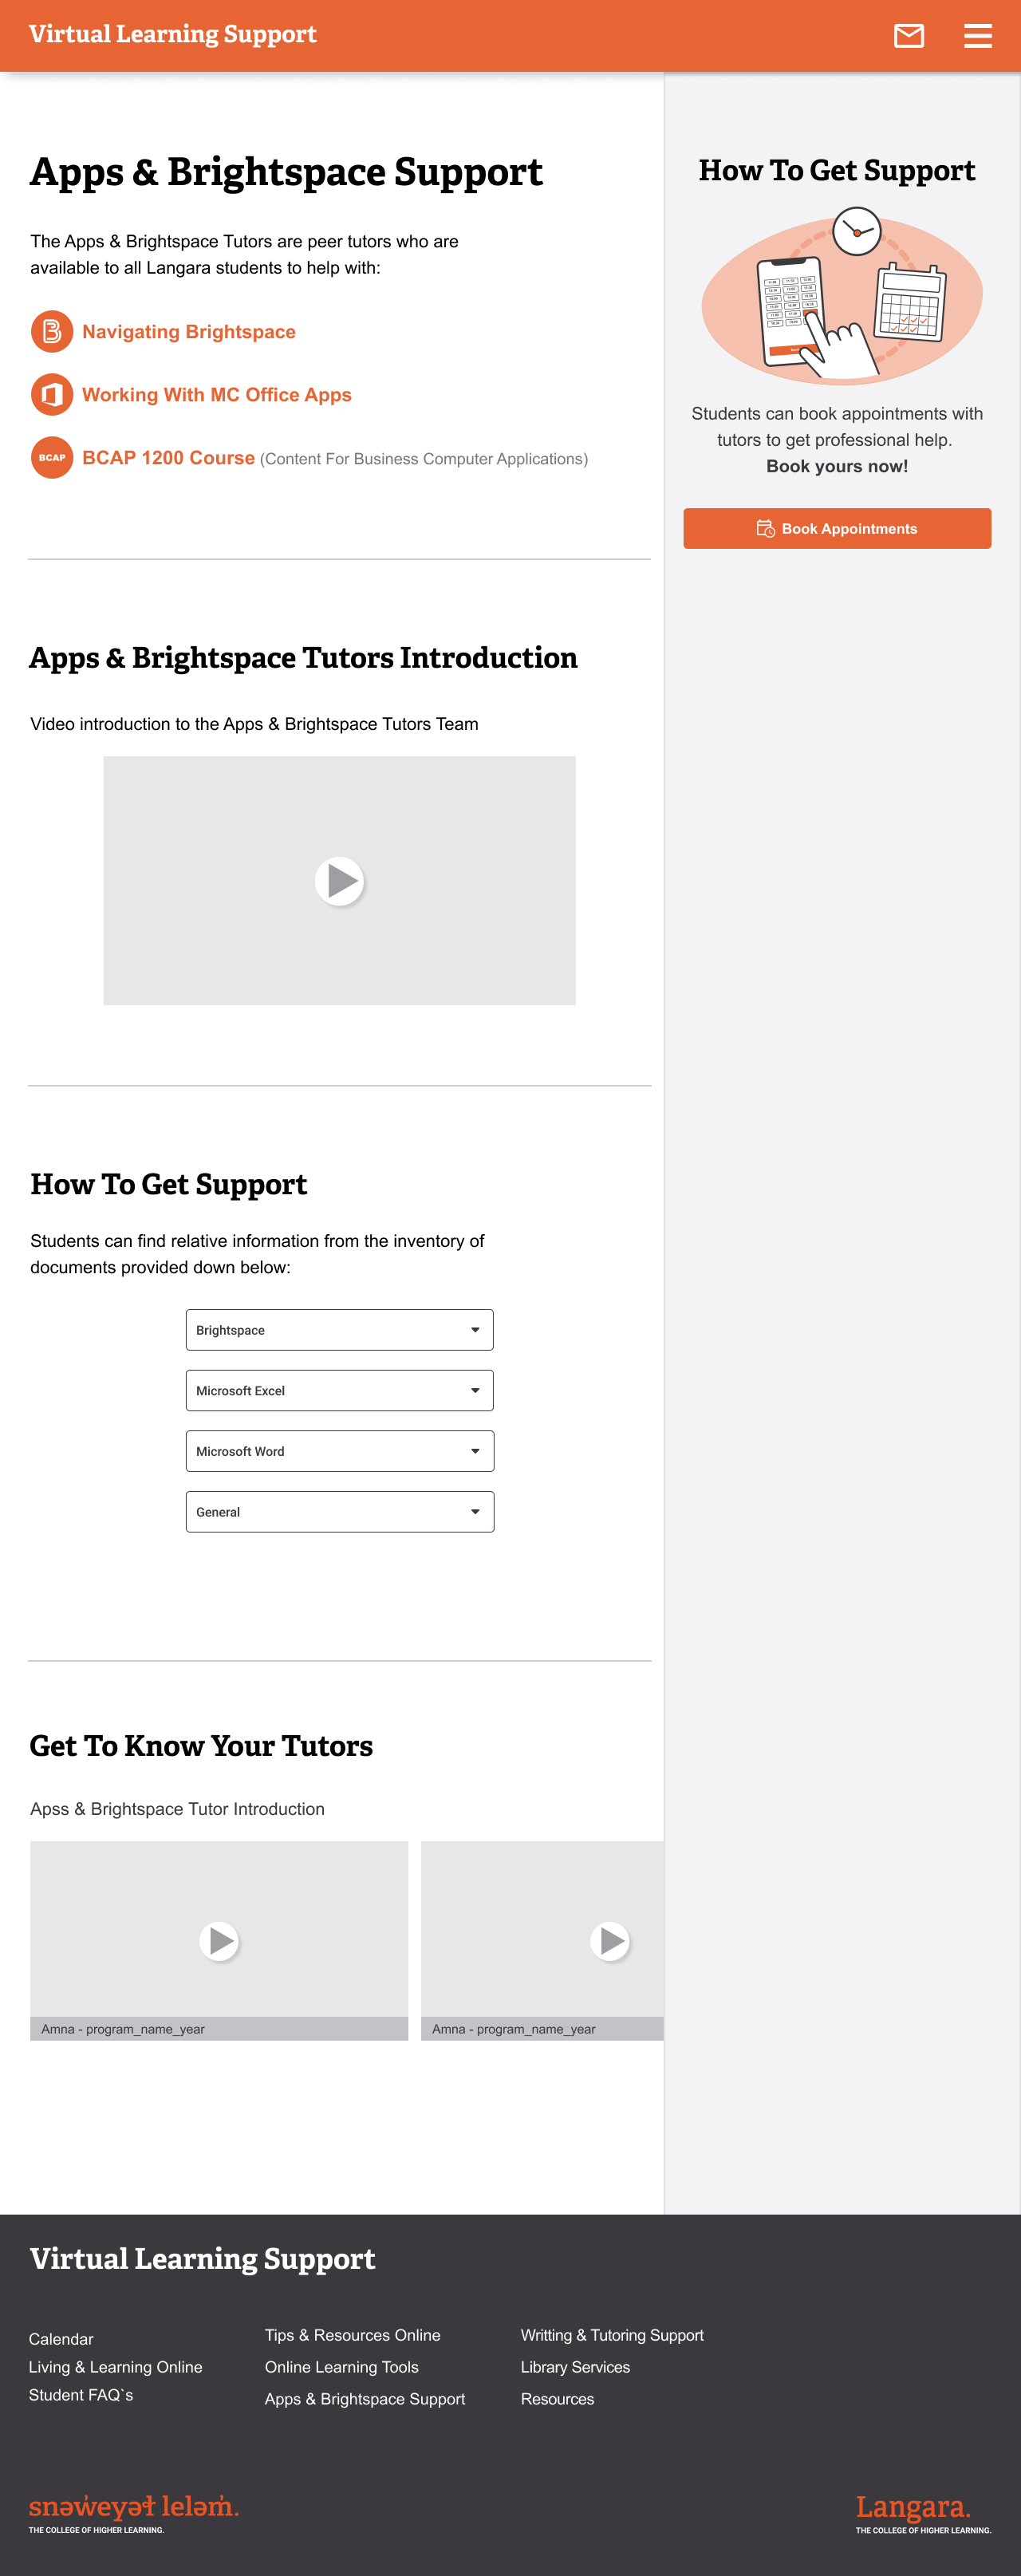 Virtual Learning Support
Apps & Brightspace Support
The Apps & Brightspace Tutors are peer tutors who are
available to all Langara students to help with:
Navigating Brightspace
Working With MC Office Apps
BCAP
BCAP 1200 Course (Content For Business Computer Applications)
How To Get Support
Students can book appointments with
tutors to get professional help.
Book yours now!
Book Appointments
Apps & Brightspace Tutors Introduction
Video introduction to the Apps & Brightspace Tutors Team
How To Get Support
Students can find relative information from the inventory of
documents provided down below:
Brightspace
Microsoft Excel
Microsoft Word
General
Get To Know Your Tutors
Apss & Brightspace Tutor Introduction
Amna - program_name_year
Amna - program_name_year
Virtual Learning Support
Calendar
Living & Learning Online
Student FAQ`s
Tips & Resources Online
Online Learning Tools
Apps & Brightspace Support
Writting & Tutoring Support
Library Services
Resources
snəw̓eyəɬ leləm̓.
THE COLLEGE OF HIGHER LEARNING.
Langara.
THE COLLEGE OF HIGHER LEARNING.